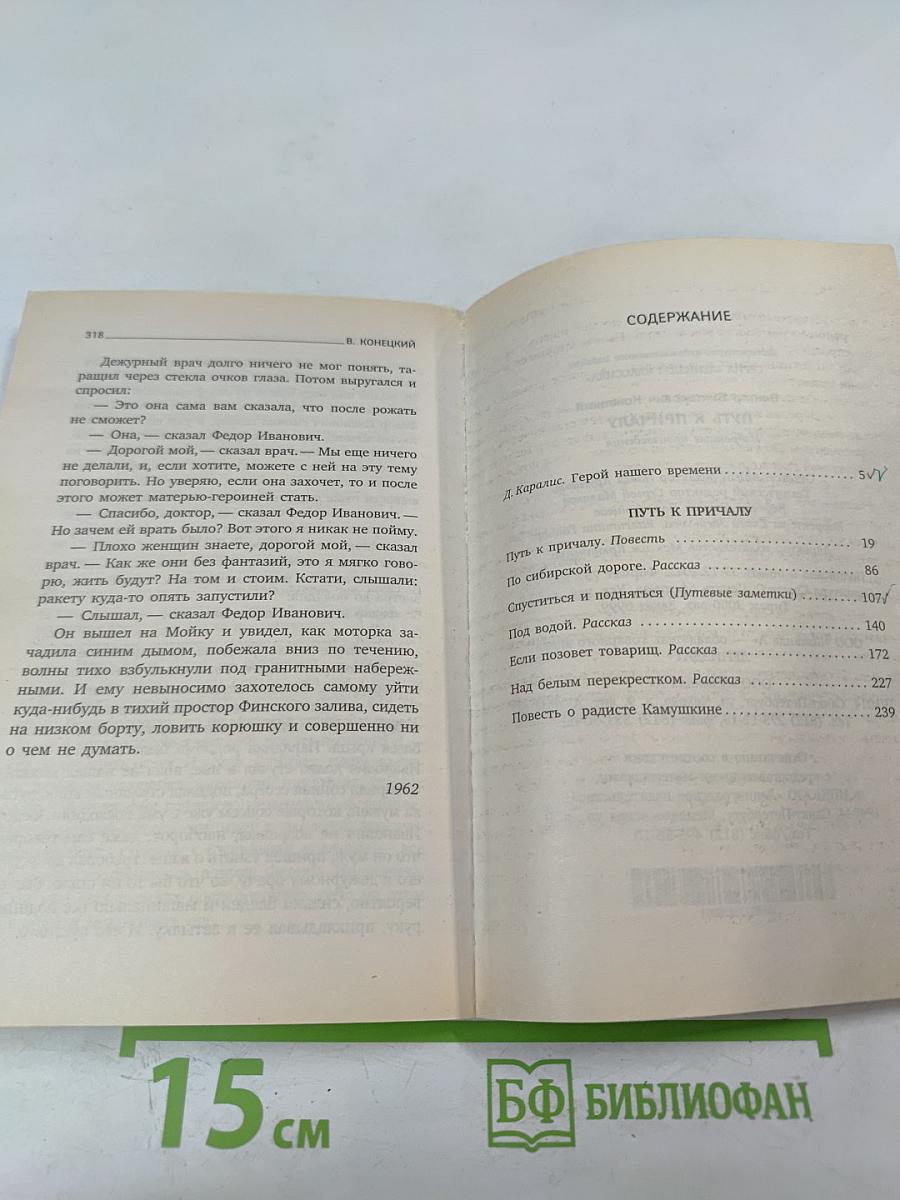 318 В. КОНЕЦКИЙ
Дежурный врач долго ничего не мог понять, та-
ращил через стекла очков глаза. Потом выругался и
спросил:
— Это она сама вам сказала, что после рожать
не сможет?
— Она, — сказал Федор Иванович.
— Дорогой мой, — сказал врач. — Мы еще ничего
не делали, и, если хотите, можете с ней на эту тему
поговорить. Но уверяю, если она захочет, то и после
этого может матерью-героиней стать.
— Спасибо, доктор, — сказал Федор Иванович. —
Но зачем ей врать было? Вот этого я никак не пойму.
— Плохо женщин знаете, дорогой мой, — сказал
врач. — Как же они без фантазий, это я мягко гово-
рю, жить будут? На том и стоим. Кстати, слышали:
ракету куда-то опять запустили?
— Слышал, — сказал Федор Иванович.
Он вышел на Мойку и увидел, как моторка за-
чадила синим дымом, побежала вниз по течению,
волны тихо взбулькнули под гранитными набереж-
ными. И ему невыносимо захотелось самому уйти
куда-нибудь в тихий простор Финского залива, сидеть
на низком борту, ловить корюшку и совершенно ни
о чем не думать.
1962
СОДЕРЖАНИЕ
Д. Каралис. Герой нашего времени ........................ 5
ПУТЬ К ПРИЧАЛУ
Путь к причалу. Повесть ........................ 19
По сибирской дороге. Рассказ ........................ 86
Спуститься и подняться (Путевые заметки) ........... 107
Под водой. Рассказ ........................ 140
Если позовет товарищ. Рассказ ........................ 172
Над белым перекрестком. Рассказ ........................ 227
Повесть о радисте Камушкине ........................ 239
15 см
БФ БИБЛИОФАН